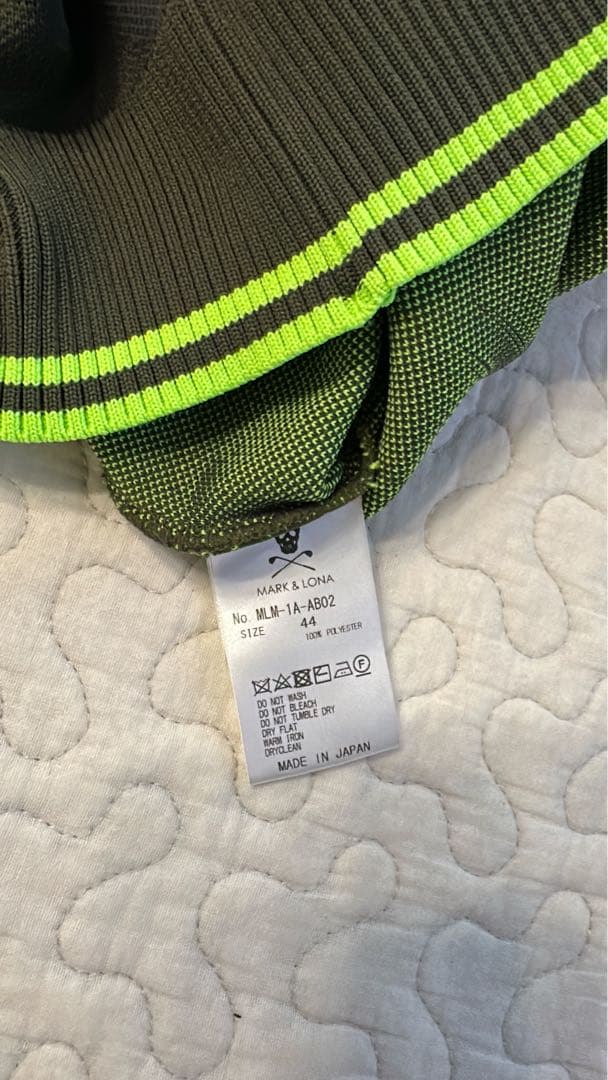 MARK & LONA
No. MLM-1A-AB02
SIZE 44
100% POLYESTER
DO NOT WASH
DO NOT BLEACH
DO NOT TUMBLE DRY
DRY FLAT
WARM IRON
DRYCLEAN
MADE IN JAPAN